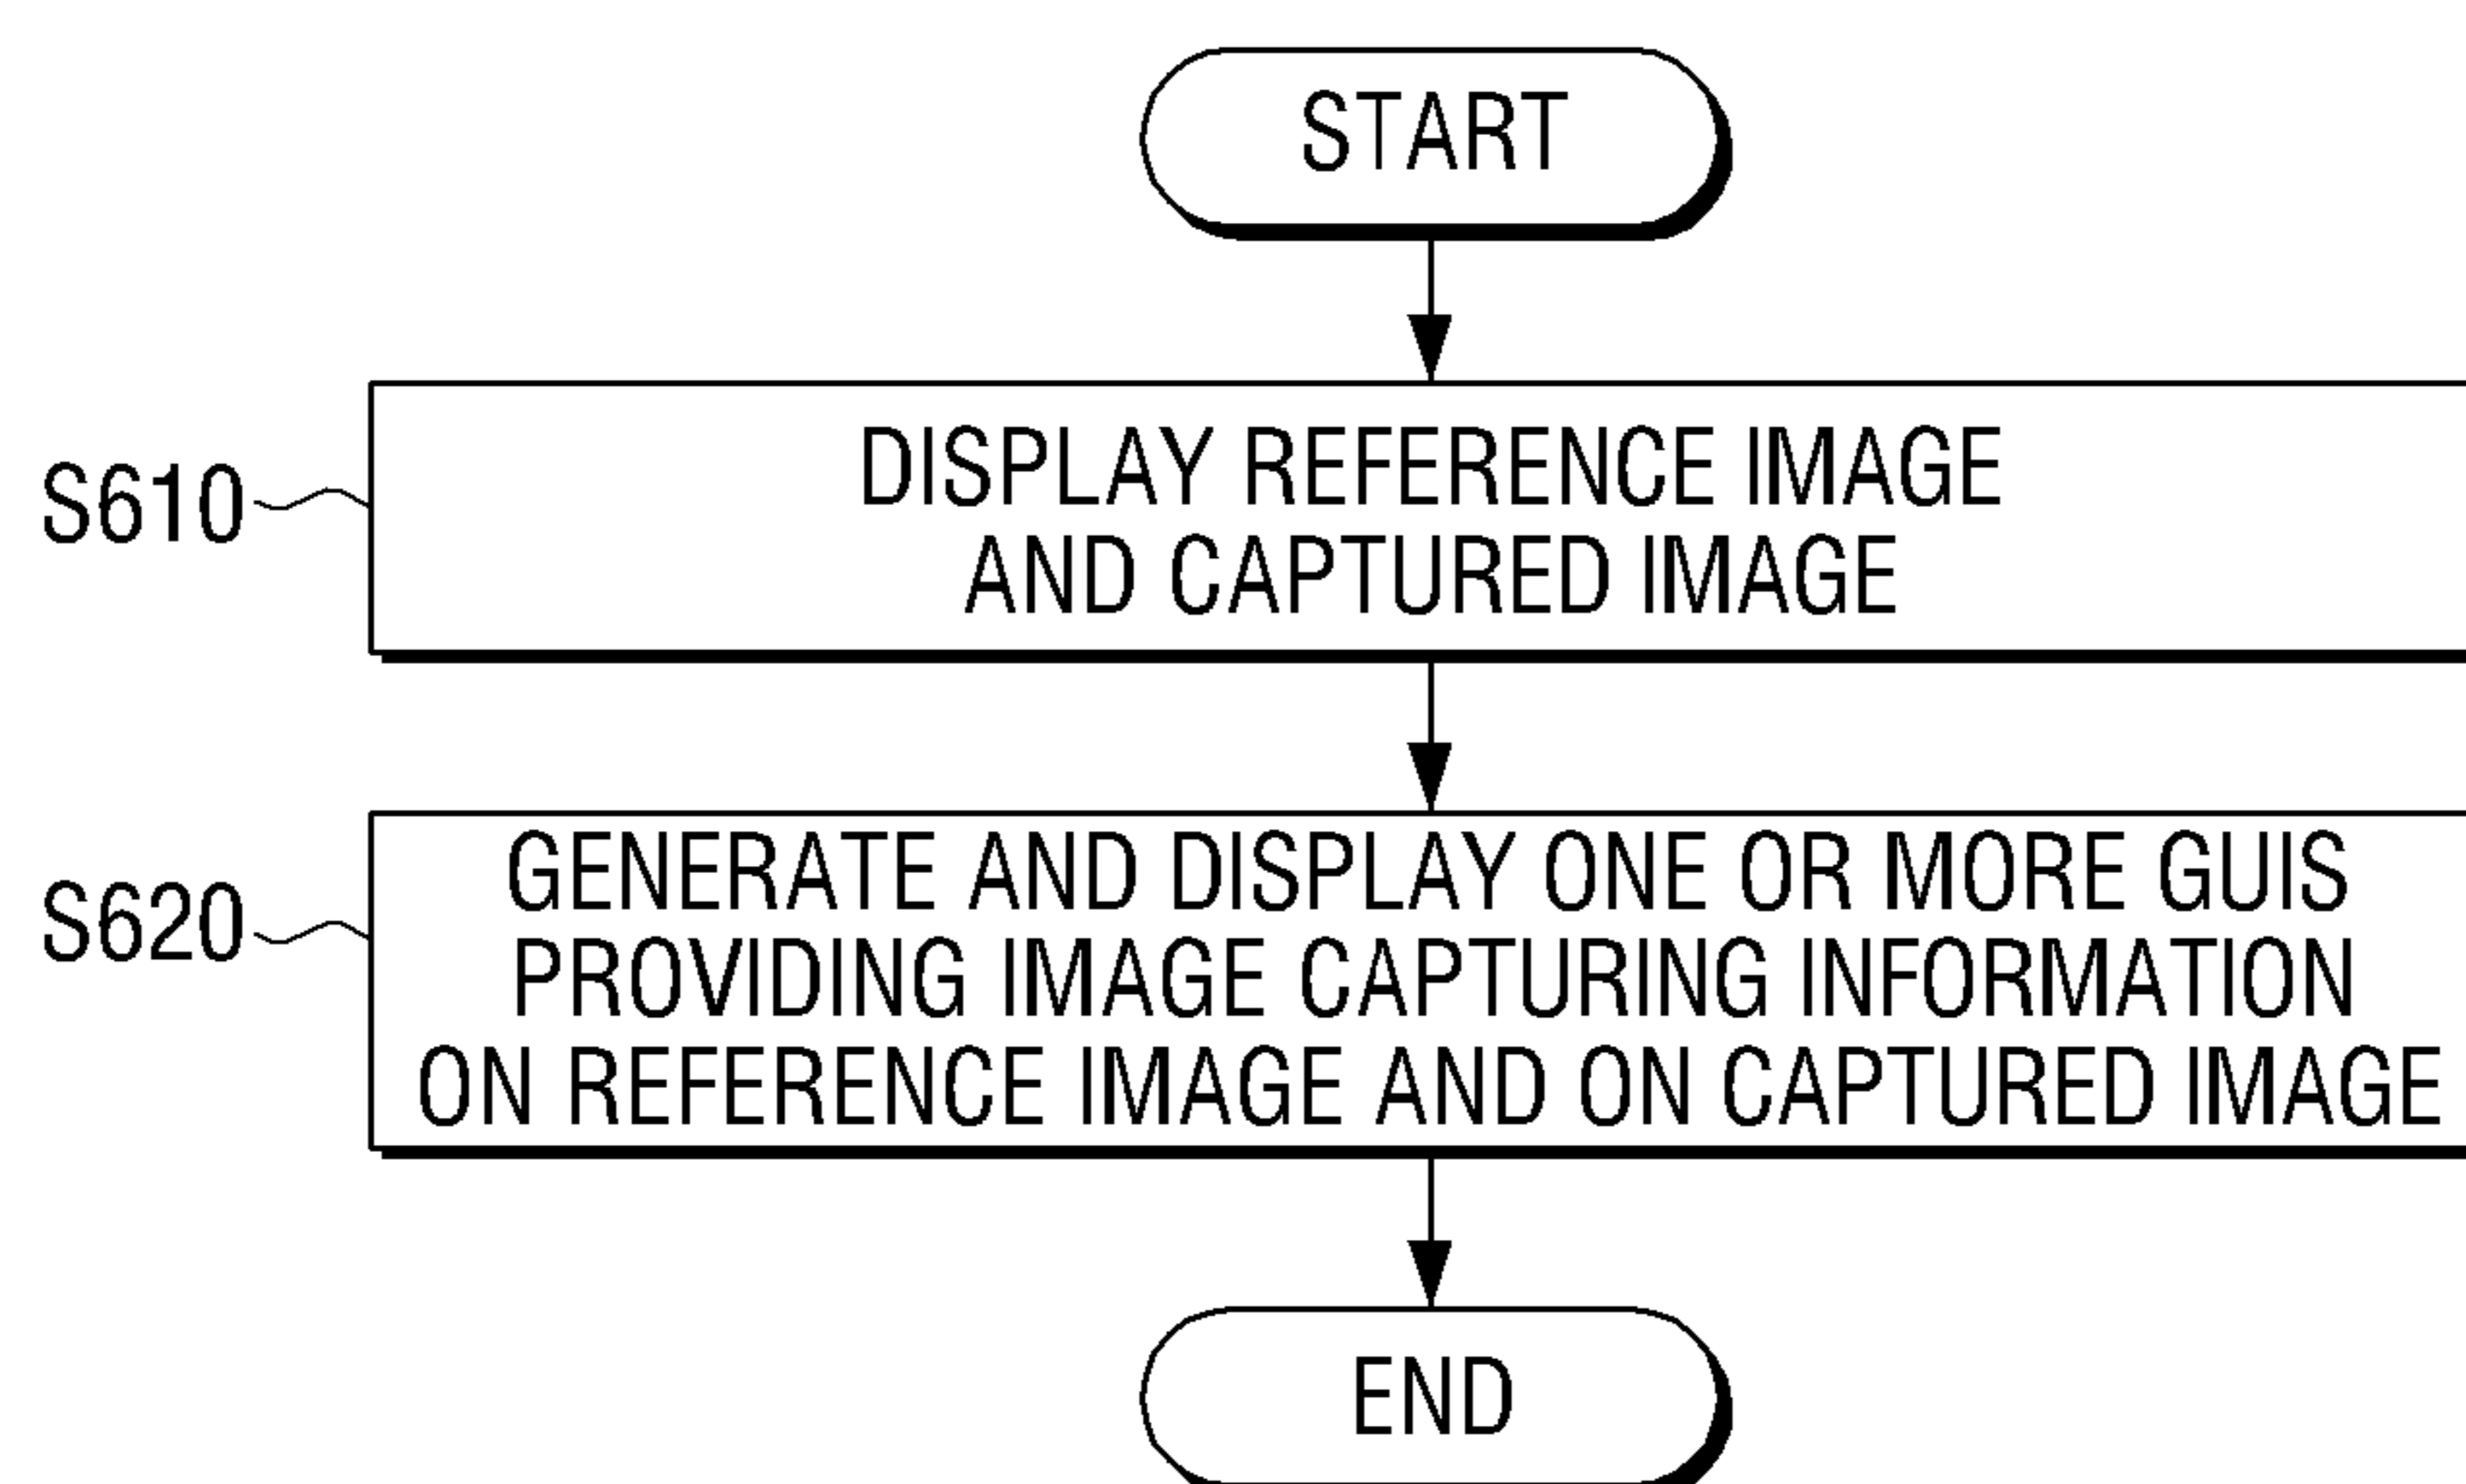 START
S610
DISPLAY REFERENCE IMAGE
AND CAPTURED IMAGE
S620
GENERATE AND DISPLAY ONE OR MORE GUIS
PROVIDING IMAGE CAPTURING INFORMATION
ON REFERENCE IMAGE AND ON CAPTURED IMAGE
END